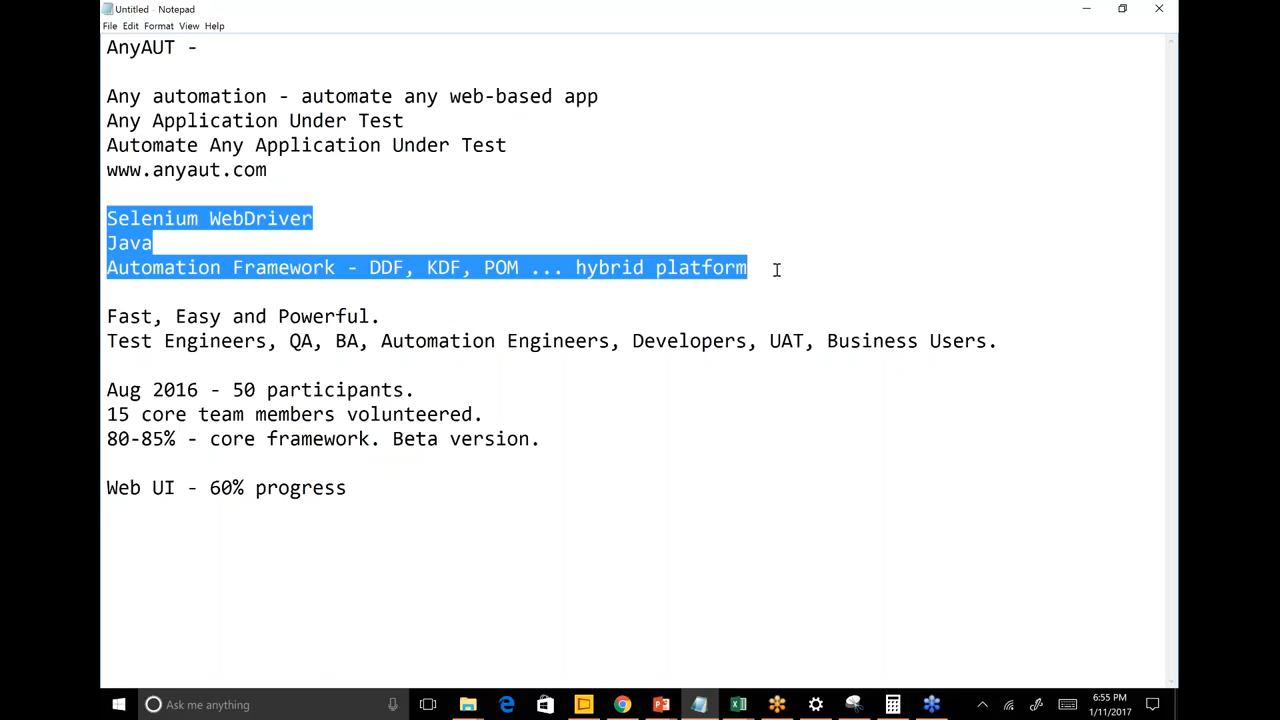 Untitled - Notepad
File Edit Format View Help
AnyAUT -
Any automation - automate any web-based app
Any Application Under Test
Automate Any Application Under Test
www.anyaut.com
Selenium WebDriver
Java
Automation Framework - DDF, KDF, POM ... hybrid platform
Fast, Easy and Powerful.
Test Engineers, QA, BA, Automation Engineers, Developers, UAT, Business Users.
Aug 2016 - 50 participants.
15 core team members volunteered.
80-85% - core framework. Beta version.
Web UI - 60% progress
Ask me anything
6:55 PM
1/11/2017